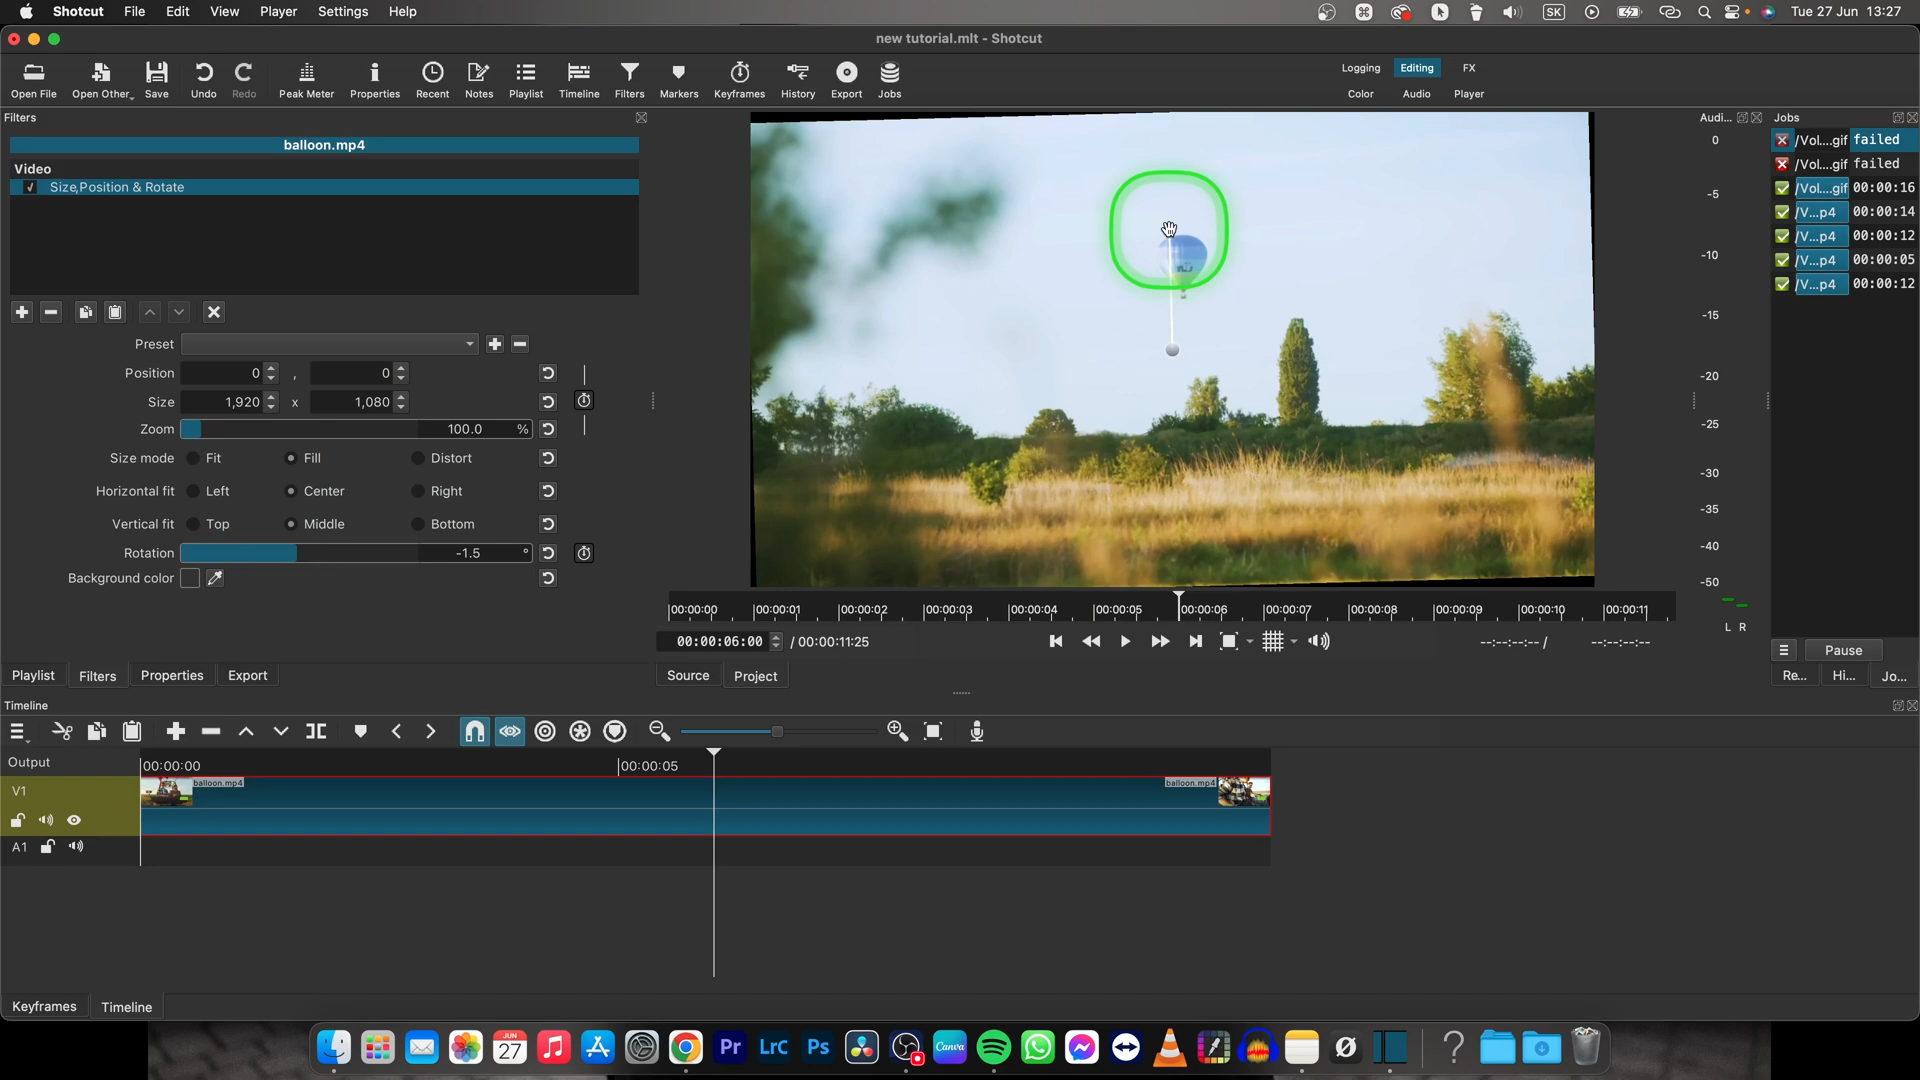 Shotcut File Edit View Player Settings Help
SK Tue 27 Jun 13:27
new tutorial.mlt - Shotcut
Open File Open Other Save Undo Redo Peak Meter Properties Recent Notes Playlist Timeline Filters Markers Keyframes History Export Jobs
Logging Editing FX
Color Audio Player
Filters
balloon.mp4
Video
Size,Position & Rotate
Preset
Position 0 , 0
Size 1,920 x 1,080
Zoom 100.0 %
Size mode Fit Fill Distort
Horizontal fit Left Center Right
Vertical fit Top Middle Bottom
Rotation -1.5 °
Background color
Playlist Filters Properties Export
00:00:00 00:00:01 00:00:02 00:00:03 00:00:04 00:00:05 00:00:06 00:00:07 00:00:08 00:00:09 00:00:10 00:00:11
00:00:06:00 / 00:00:11:25
--:--:--:-- / --:--:--:--
Source Project
Audi...
0
-5
-10
-15
-20
-25
-30
-35
-40
-50
L R
Jobs
/Vol....gif failed
/Vol....gif failed
/Vol....gif 00:00:16
/V...p4 00:00:14
/V...p4 00:00:12
/V...p4 00:00:05
/V...p4 00:00:12
Pause
Re... Hi... Jo...
Timeline
Output
00:00:00 00:00:05
V1
balloon.mp4 balloon.mp4
A1
Keyframes Timeline
JUN
27
Pr LrC Ps Canva